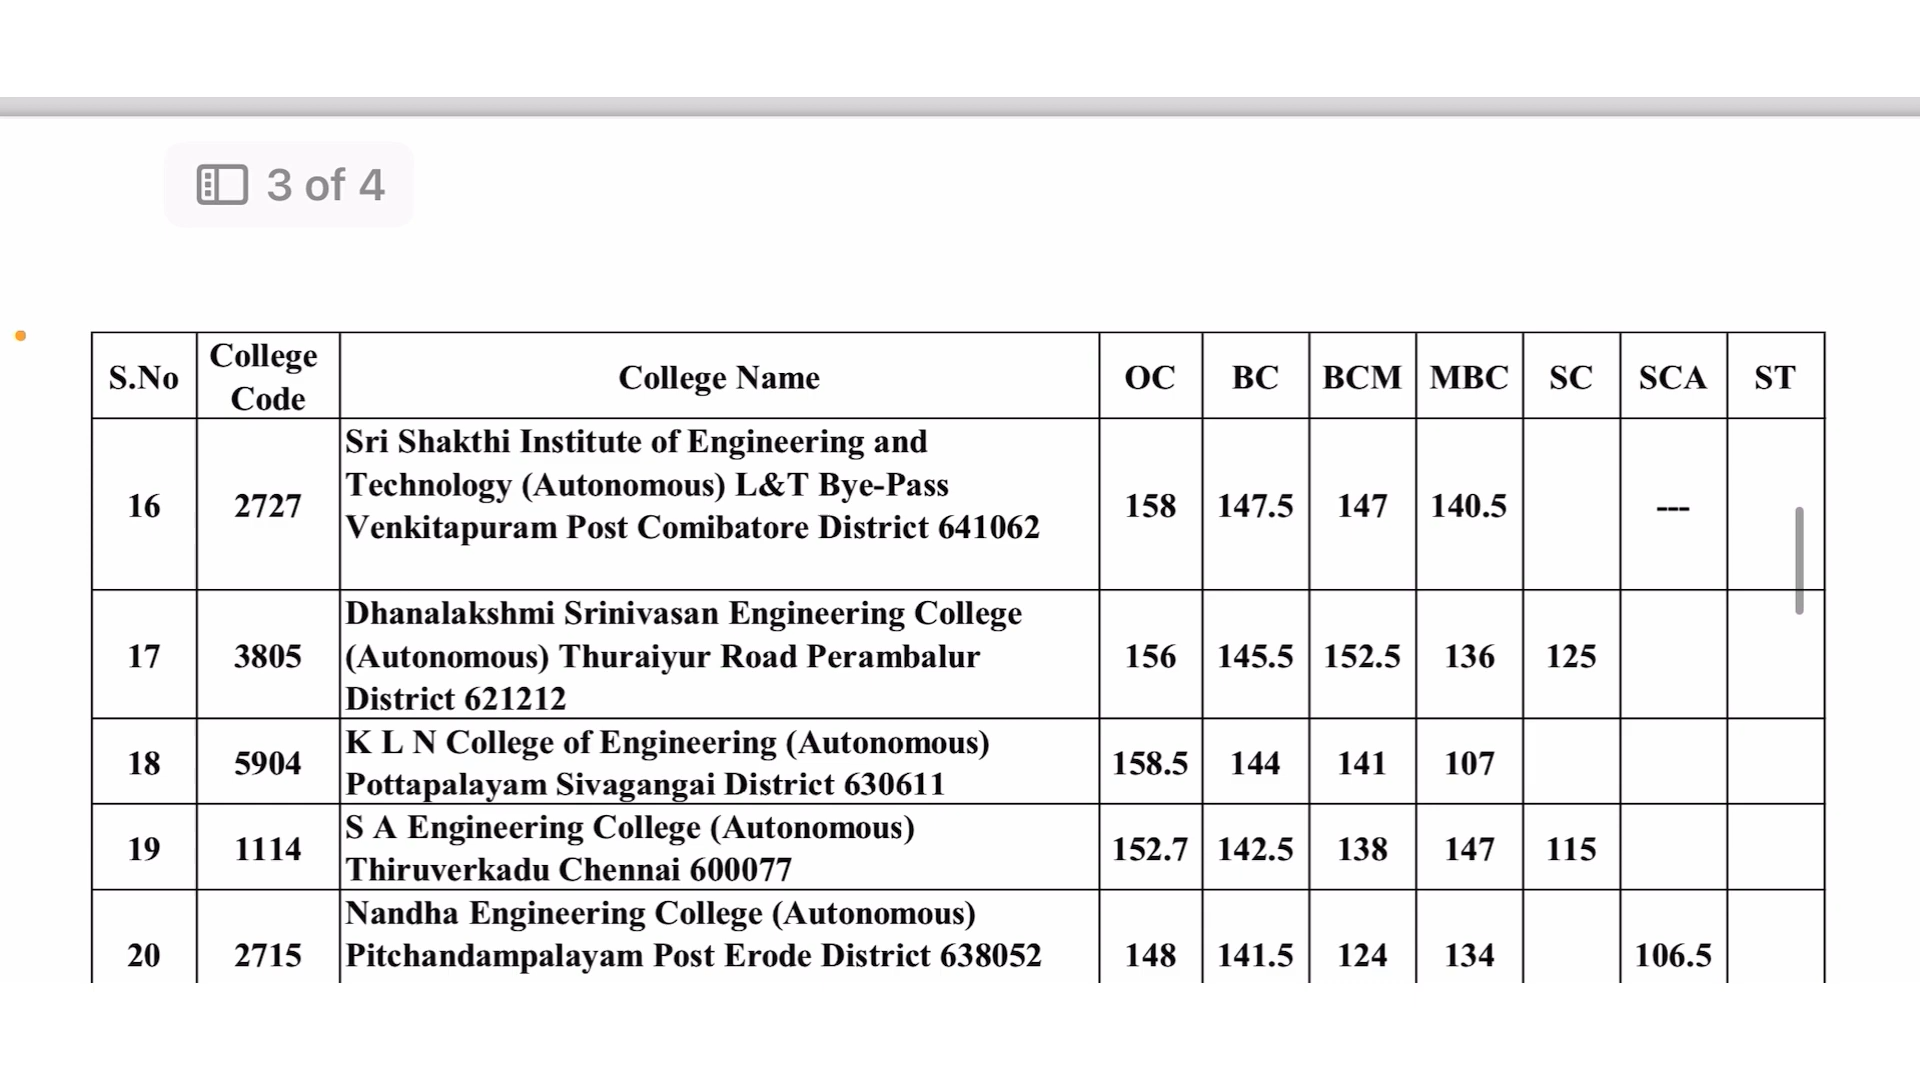 3 of 4
S.No College Code College Name OC BC BCM MBC SC SCA ST
16 2727 Sri Shakthi Institute of Engineering and
Technology (Autonomous) L&T Bye-Pass
Venkitapuram Post Comibatore District 641062 158 147.5 147 140.5 ---
17 3805 Dhanalakshmi Srinivasan Engineering College
(Autonomous) Thuraiyur Road Perambalur
District 621212 156 145.5 152.5 136 125
18 5904 K L N College of Engineering (Autonomous)
Pottapalayam Sivagangai District 630611 158.5 144 141 107
19 1114 S A Engineering College (Autonomous)
Thiruverkadu Chennai 600077 152.7 142.5 138 147 115
20 2715 Nandha Engineering College (Autonomous)
Pitchandampalayam Post Erode District 638052 148 141.5 124 134 106.5